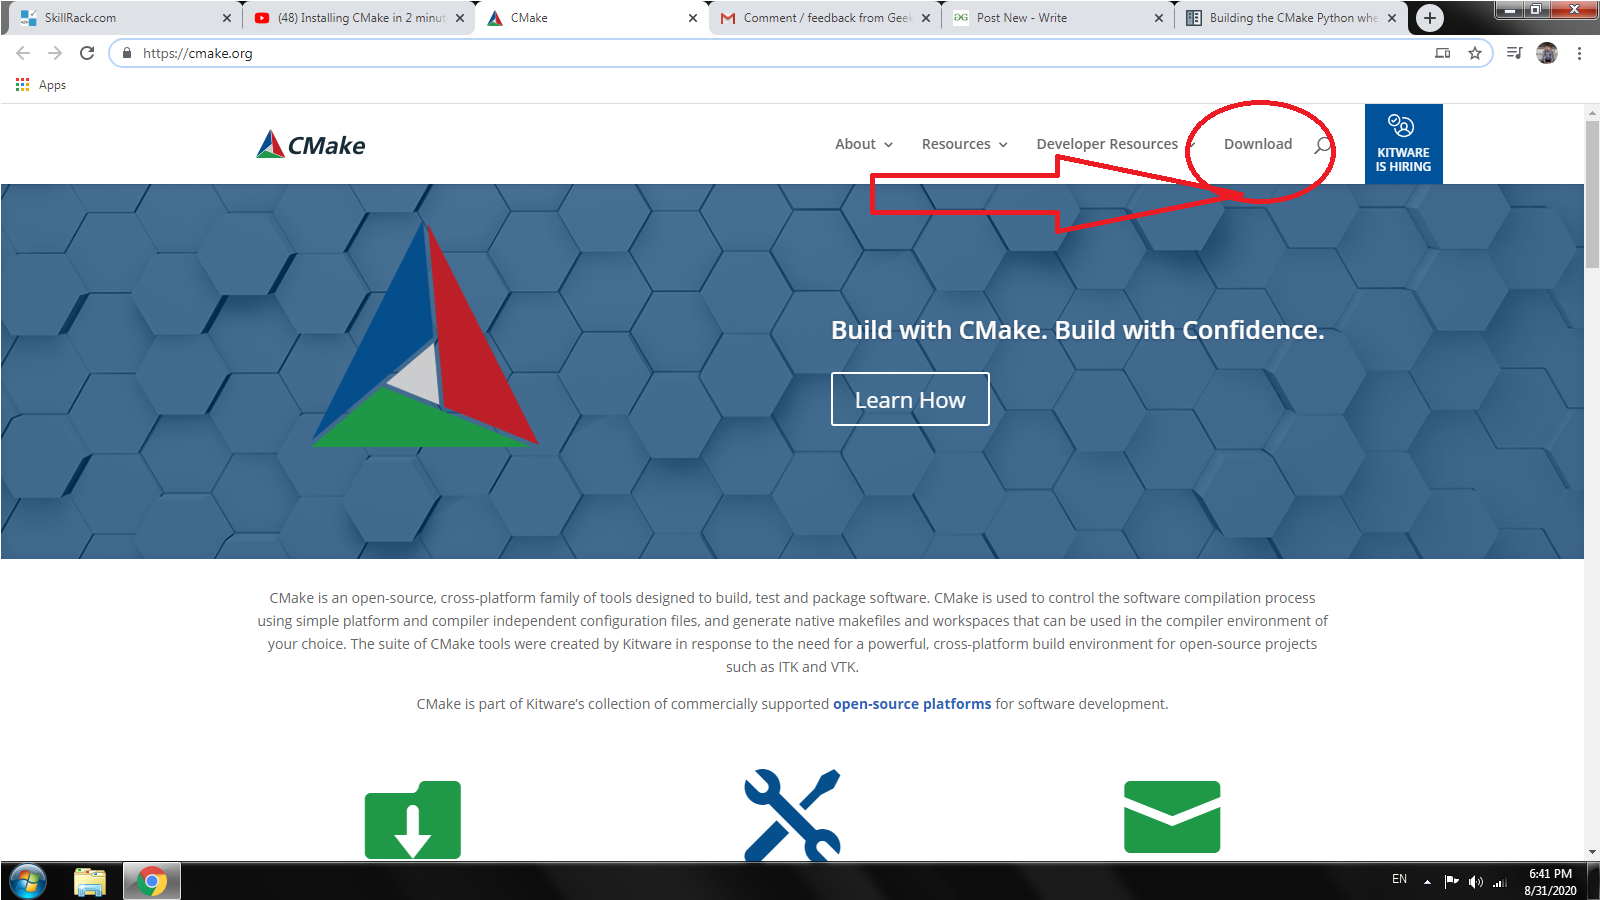 SkillRack.com
(48) Installing CMake in 2 minut
CMake
Comment / feedback from Geek
Post New - Write
Building the CMake Python whe
https://cmake.org
Apps
CMake
About
Resources
Developer Resources
Download
KITWARE
IS HIRING
Build with CMake. Build with Confidence.
Learn How
CMake is an open-source, cross-platform family of tools designed to build, test and package software. CMake is used to control the software compilation process
using simple platform and compiler independent configuration files, and generate native makefiles and workspaces that can be used in the compiler environment of
your choice. The suite of CMake tools were created by Kitware in response to the need for a powerful, cross-platform build environment for open-source projects
such as ITK and VTK.
CMake is part of Kitware’s collection of commercially supported open-source platforms for software development.
EN
6:41 PM
8/31/2020